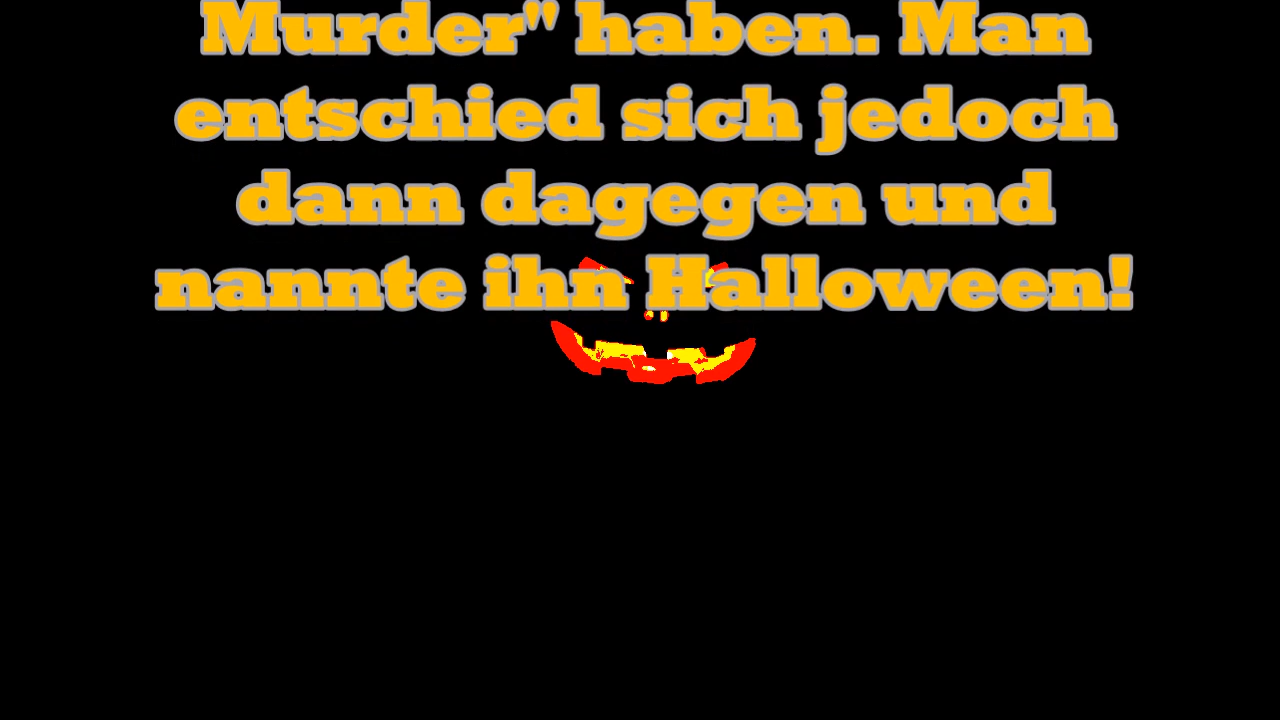 Murder" haben. Man
entschied sich jedoch
dann dagegen und
nannte ihn Halloween!